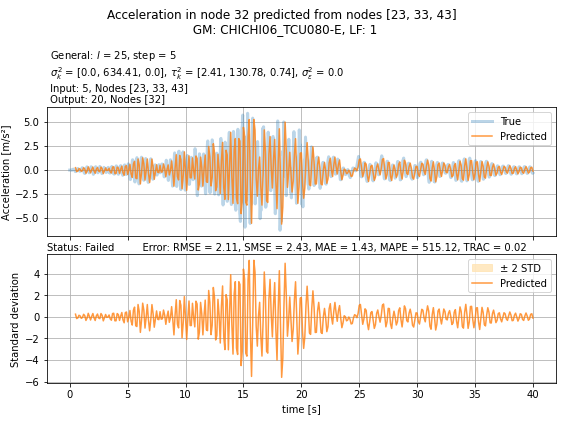 Acceleration in node 32 predicted from nodes [23, 33, 43]
GM: CHICHI06_TCU080-E, LF: 1
General: l = 25, step = 5
σ²ₖ = [0.0, 634.41, 0.0], τ²ₖ = [2.41, 130.78, 0.74], σ²ε = 0.0
Input: 5, Nodes [23, 33, 43]
Output: 20, Nodes [32]
Acceleration [m/s²]
5.0
2.5
0.0
−2.5
−5.0
True
Predicted
Status: Failed
Error: RMSE = 2.11, SMSE = 2.43, MAE = 1.43, MAPE = 515.12, TRAC = 0.02
Standard deviation
4
2
0
−2
−4
−6
± 2 STD
Predicted
0 5 10 15 20 25 30 35 40
time [s]